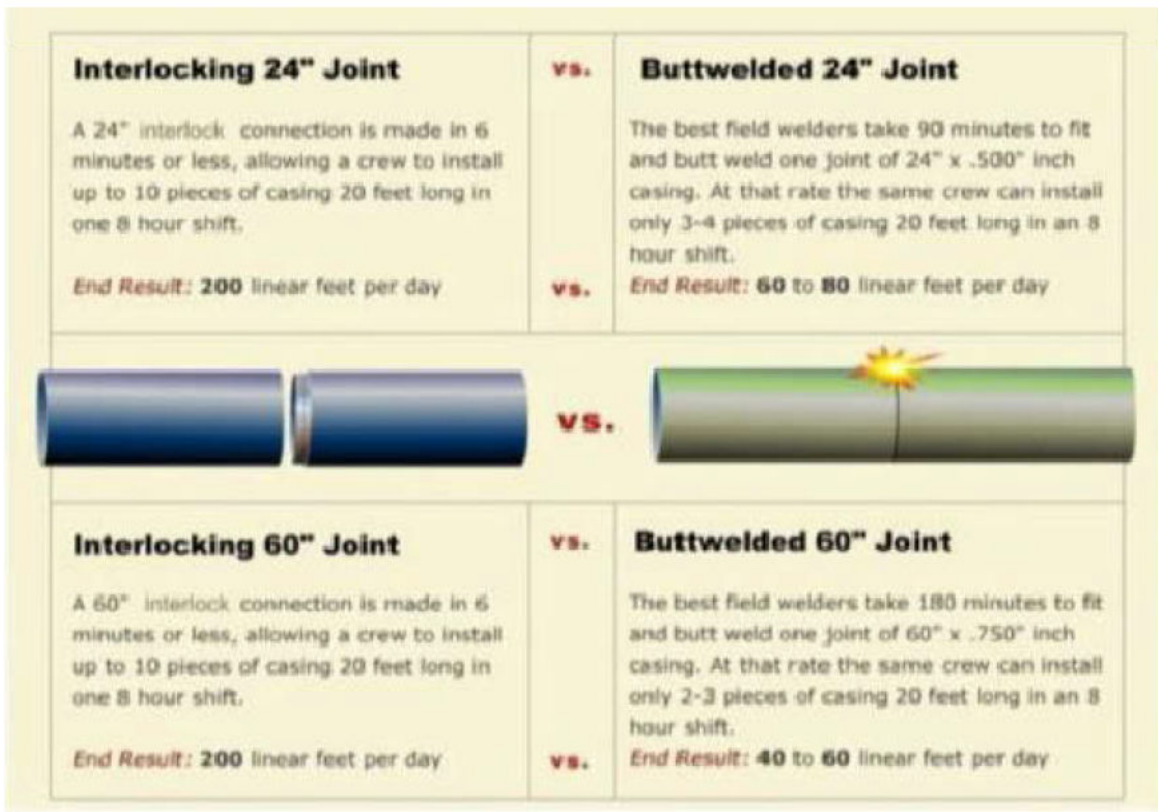 Interlocking 24" Joint
vs.
Buttwelded 24" Joint
A 24" interlock connection is made in 6
minutes or less, allowing a crew to install
up to 10 pieces of casing 20 feet long in
one 8 hour shift.
End Result: 200 linear feet per day
vs.
The best field welders take 90 minutes to fit
and butt weld one joint of 24" x .500" inch
casing. At that rate the same crew can install
only 3-4 pieces of casing 20 feet long in an 8
hour shift.
End Result: 60 to 80 linear feet per day
vs.
Interlocking 60" Joint
vs.
Buttwelded 60" Joint
A 60" interlock connection is made in 6
minutes or less, allowing a crew to install
up to 10 pieces of casing 20 feet long in
one 8 hour shift.
End Result: 200 linear feet per day
vs.
The best field welders take 180 minutes to fit
and butt weld one joint of 60" x .750" inch
casing. At that rate the same crew can install
only 2-3 pieces of casing 20 feet long in an 8
hour shift.
End Result: 40 to 60 linear feet per day